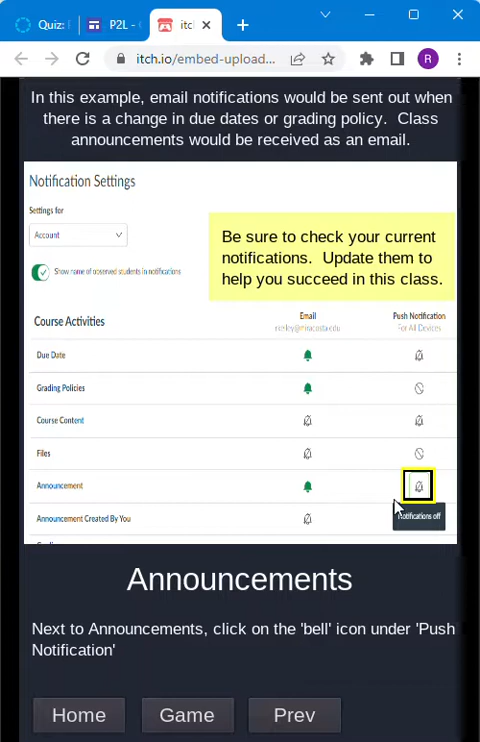 Quiz:
P2L -
itc
itch.io/embed-upload...
R
In this example, email notifications would be sent out when
there is a change in due dates or grading policy. Class
announcements would be received as an email.
Notification Settings
Settings for
Account
Show name of observed students in notifications
Be sure to check your current
notifications. Update them to
help you succeed in this class.
Course Activities
Email
Push Notification
For All Devices
Due Date
Grading Policies
Course Content
Files
Announcement
Announcement Created By You
Notifications off
Announcements
Next to Announcements, click on the 'bell' icon under 'Push
Notification'
Home
Game
Prev